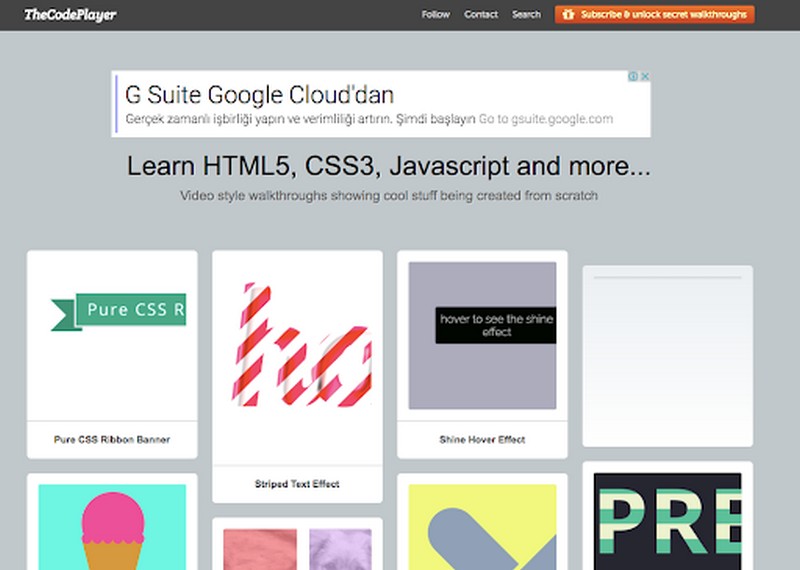 TheCodePlayer
Follow Contact Search Subscribe & unlock secret walkthroughs
G Suite Google Cloud'dan
Gerçek zamanlı işbirliği yapın ve verimliliği artırın. Şimdi başlayın Go to gsuite.google.com
Learn HTML5, CSS3, Javascript and more...
Video style walkthroughs showing cool stuff being created from scratch
Pure CSS R
ho
hover to see the shine
effect
Pure CSS Ribbon Banner
Shine Hover Effect
Striped Text Effect
PRE